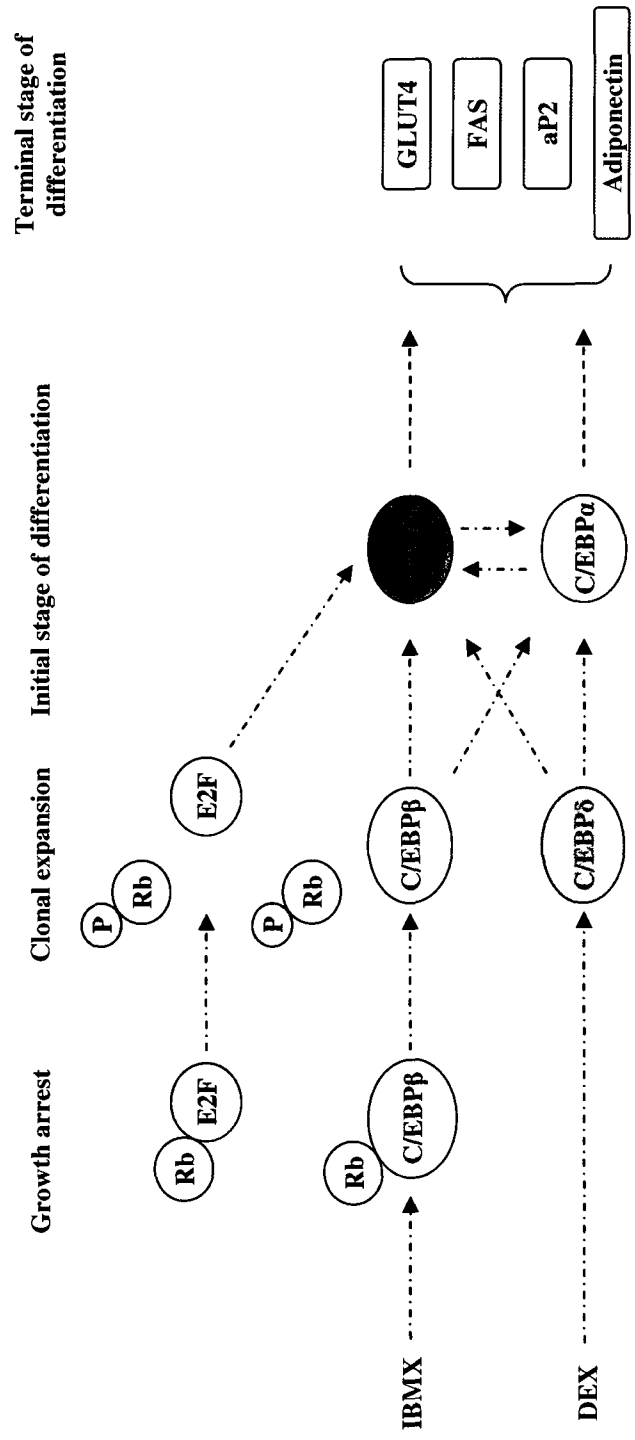 Growth arrest
Clonal expansion
Initial stage of differentiation
Terminal stage of
differentiation
Rb
E2F
P
Rb
E2F
Rb
C/EBPβ
P
Rb
C/EBPβ
IBMX
DEX
C/EBPδ
C/EBPα
GLUT4
FAS
aP2
Adiponectin